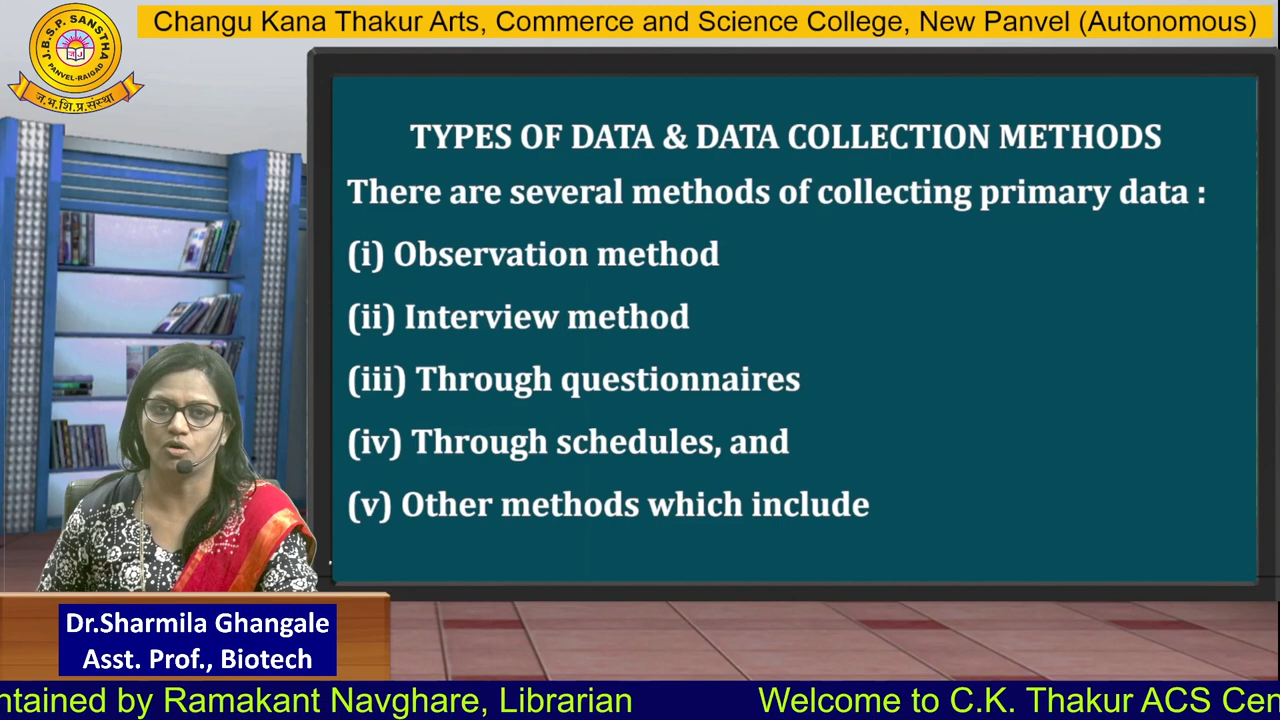 Changu Kana Thakur Arts, Commerce and Science College, New Panvel (Autonomous)
J.B.S.P. SANSTHA
PANVEL-RAIGAD
ज.भ.शि.प्र.संस्था
TYPES OF DATA & DATA COLLECTION METHODS
There are several methods of collecting primary data :
(i) Observation method
(ii) Interview method
(iii) Through questionnaires
(iv) Through schedules, and
(v) Other methods which include
Dr.Sharmila Ghangale
Asst. Prof., Biotech
ntained by Ramakant Navghare, Librarian Welcome to C.K. Thakur ACS Cen